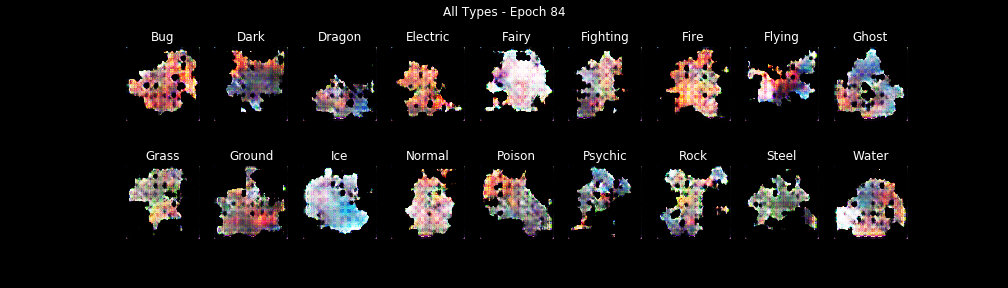 All Types - Epoch 84
Bug Dark Dragon Electric Fairy Fighting Fire Flying Ghost
Grass Ground Ice Normal Poison Psychic Rock Steel Water